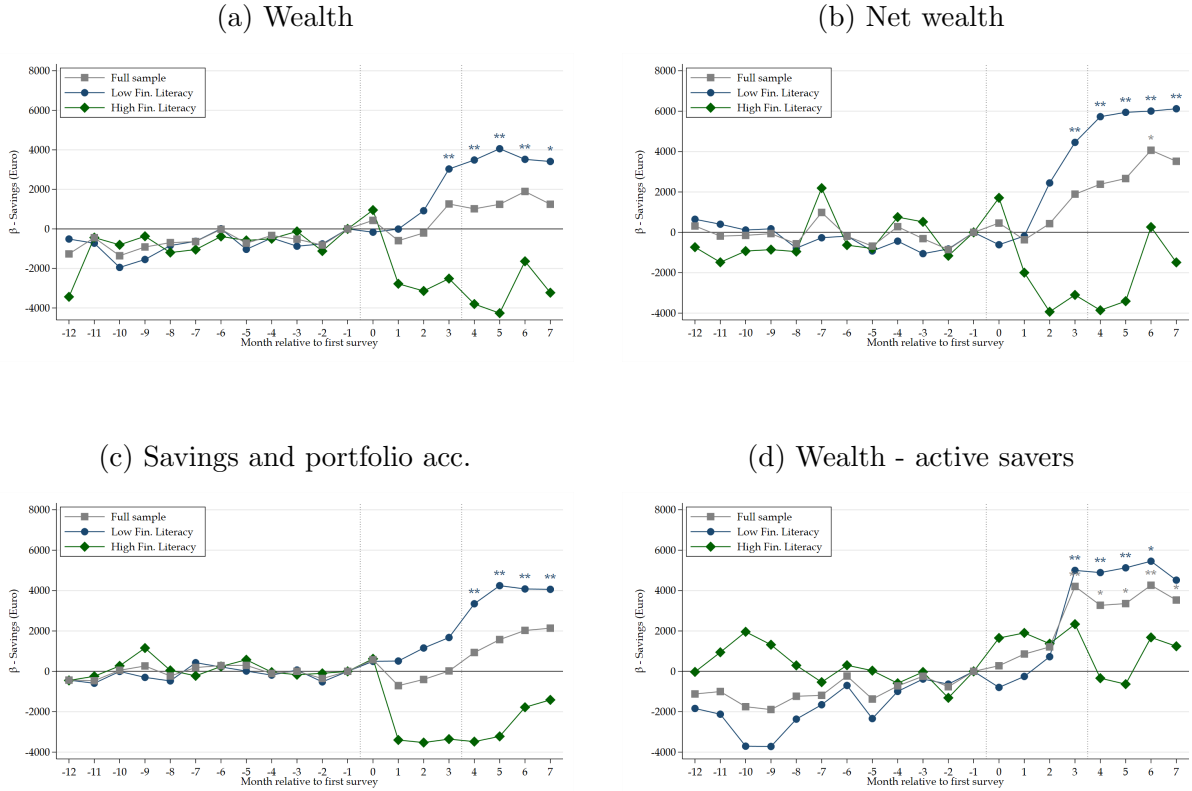 (a) Wealth
8000
6000
4000
2000
0
-2000
-4000
β - Savings (Euro)
Full sample
Low Fin. Literacy
High Fin. Literacy
** ** ** ** *
-12 -11 -10 -9 -8 -7 -6 -5 -4 -3 -2 -1 0 1 2 3 4 5 6 7
Month relative to first survey
(b) Net wealth
8000
6000
4000
2000
0
-2000
-4000
β - Savings (Euro)
Full sample
Low Fin. Literacy
High Fin. Literacy
** ** ** ** **
*
-12 -11 -10 -9 -8 -7 -6 -5 -4 -3 -2 -1 0 1 2 3 4 5 6 7
Month relative to first survey
(c) Savings and portfolio acc.
8000
6000
4000
2000
0
-2000
-4000
β - Savings (Euro)
Full sample
Low Fin. Literacy
High Fin. Literacy
** ** ** **
-12 -11 -10 -9 -8 -7 -6 -5 -4 -3 -2 -1 0 1 2 3 4 5 6 7
Month relative to first survey
(d) Wealth - active savers
8000
6000
4000
2000
0
-2000
-4000
β - Savings (Euro)
Full sample
Low Fin. Literacy
High Fin. Literacy
** ** ** *
** * * ** *
-12 -11 -10 -9 -8 -7 -6 -5 -4 -3 -2 -1 0 1 2 3 4 5 6 7
Month relative to first survey